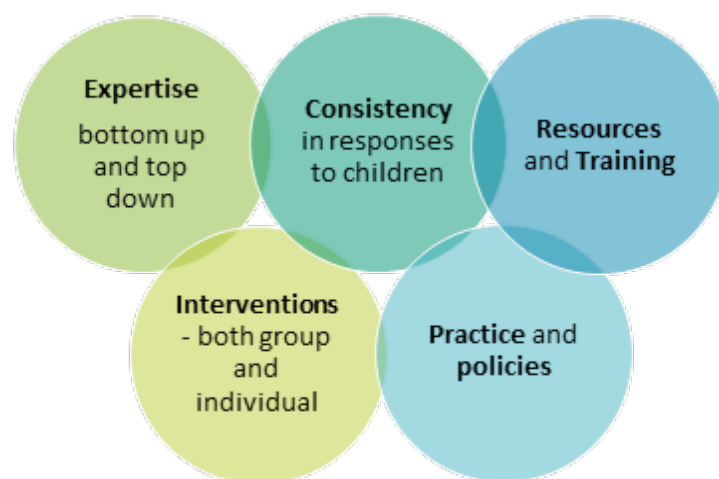 Expertise
bottom up
and top
down
Consistency
in responses
to children
Resources
and Training
Interventions
- both group
and
individual
Practice and
policies